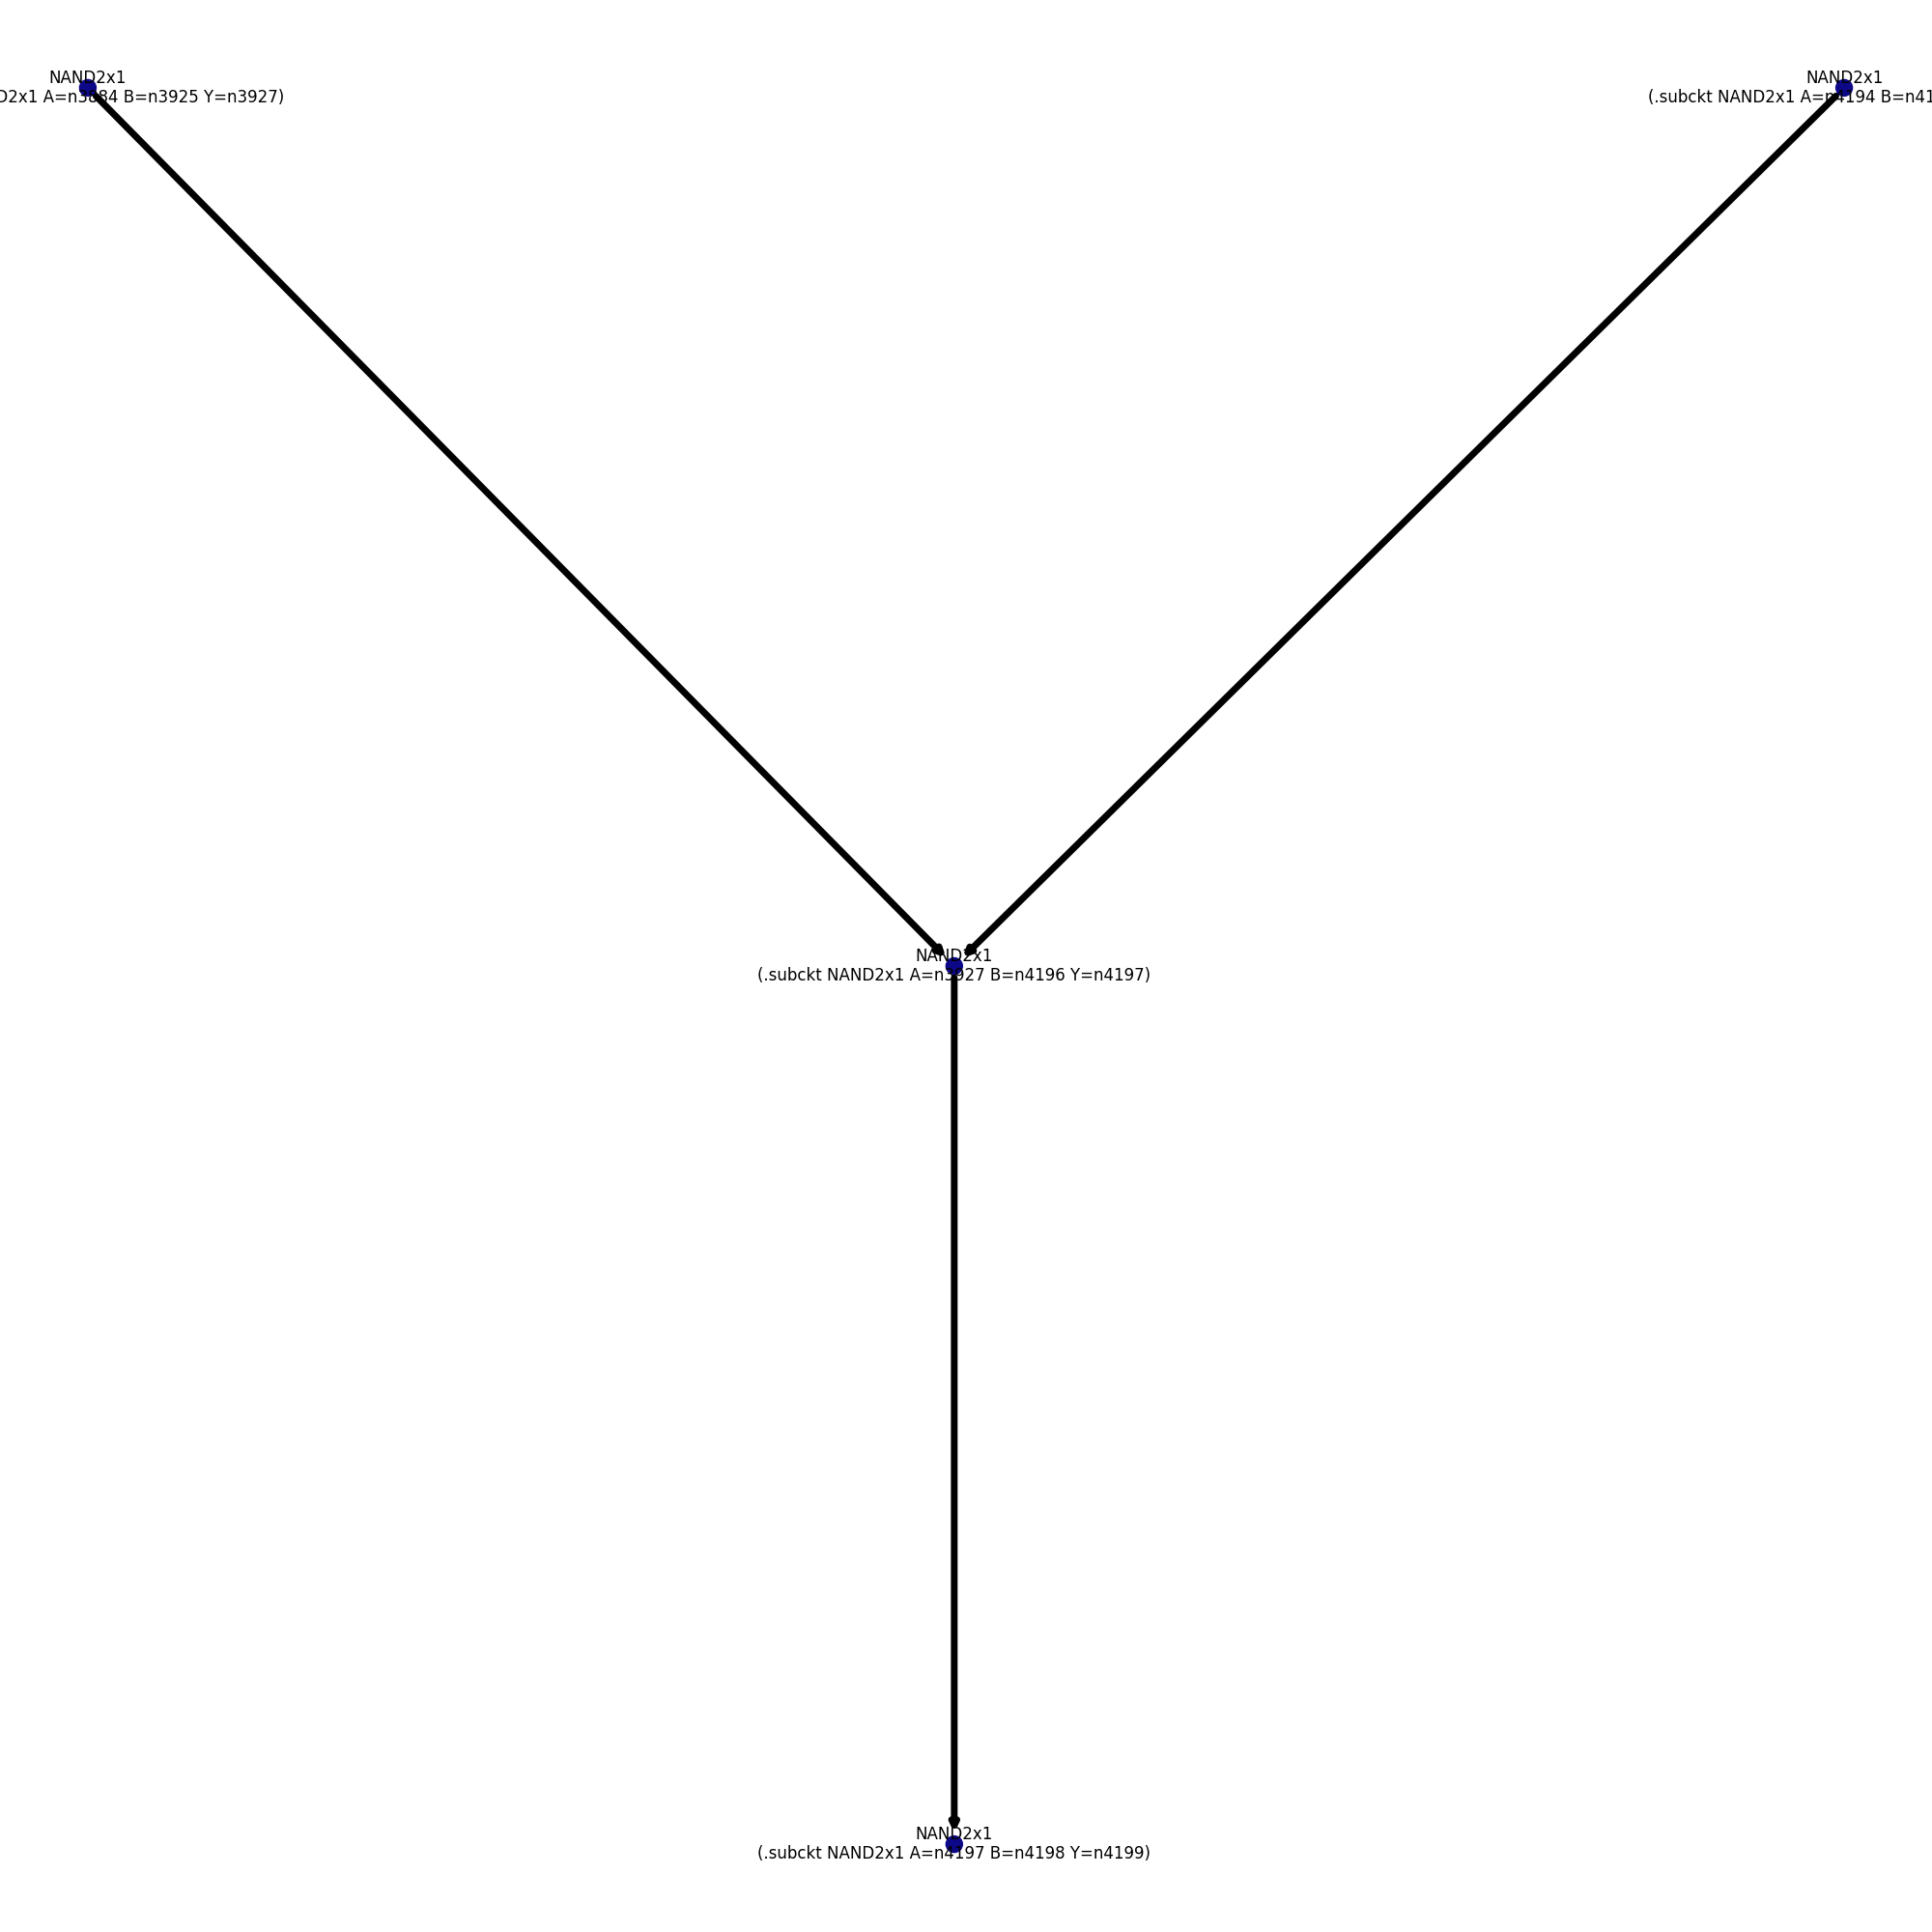 NAND2x1
D2x1 A=n3884 B=n3925 Y=n3927)
NAND2x1
(.subckt NAND2x1 A=n4194 B=n41
NAND2x1
(.subckt NAND2x1 A=n3927 B=n4196 Y=n4197)
NAND2x1
(.subckt NAND2x1 A=n4197 B=n4198 Y=n4199)